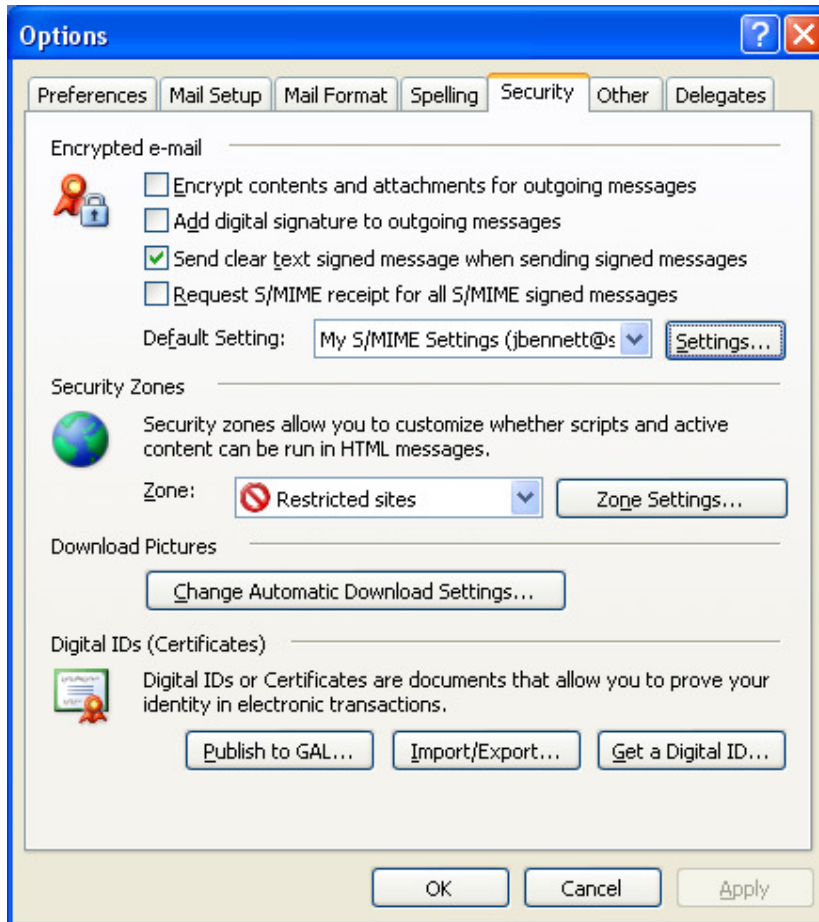 Options
Preferences Mail Setup Mail Format Spelling Security Other Delegates
Encrypted e-mail
Encrypt contents and attachments for outgoing messages
Add digital signature to outgoing messages
Send clear text signed message when sending signed messages
Request S/MIME receipt for all S/MIME signed messages
Default Setting: My S/MIME Settings (jbennett@s Settings...
Security Zones
Security zones allow you to customize whether scripts and active
content can be run in HTML messages.
Zone: Restricted sites Zone Settings...
Download Pictures
Change Automatic Download Settings...
Digital IDs (Certificates)
Digital IDs or Certificates are documents that allow you to prove your
identity in electronic transactions.
Publish to GAL... Import/Export... Get a Digital ID...
OK Cancel Apply